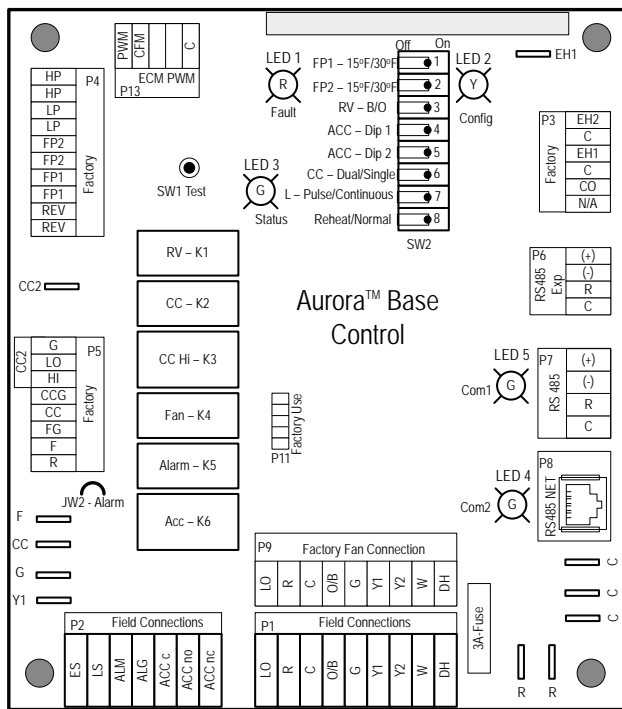 PWM
CFM
C
ECM PWM
P13
LED 1
R
Fault
Off
On
FP1 – 15ºF/30ºF
1
FP2 – 15ºF/30ºF
2
RV – B/O
3
ACC – Dip 1
4
ACC – Dip 2
5
CC – Dual/Single
6
L – Pulse/Continuous
7
Reheat/Normal
8
SW2
LED 2
Y
Config
EH1
P4
HP
HP
LP
LP
FP2
FP2
FP1
FP1
REV
REV
Factory
SW1 Test
LED 3
G
Status
P3
EH2
C
EH1
C
CO
N/A
Factory
RV – K1
CC – K2
CC Hi – K3
Fan – K4
Alarm – K5
Acc – K6
Aurora™ Base
Control
P6
(+)
(-)
R
C
RS485
Exp
CC2
CC2
P5
G
LO
HI
CCG
CC
FG
F
R
Factory
LED 5
G
Com1
P7
(+)
(-)
R
C
RS 485
Factory Use
P11
JW2 - Alarm
LED 4
G
Com2
P8
RS485 NET
F
CC
G
Y1
P9
Factory Fan Connection
LO
R
C
O/B
G
Y1
Y2
W
DH
C
C
C
P2
Field Connections
ES
LS
ALM
ALG
ACC c
ACC no
ACC nc
P1
Field Connections
LO
R
C
O/B
G
Y1
Y2
W
DH
3A-Fuse
R
R